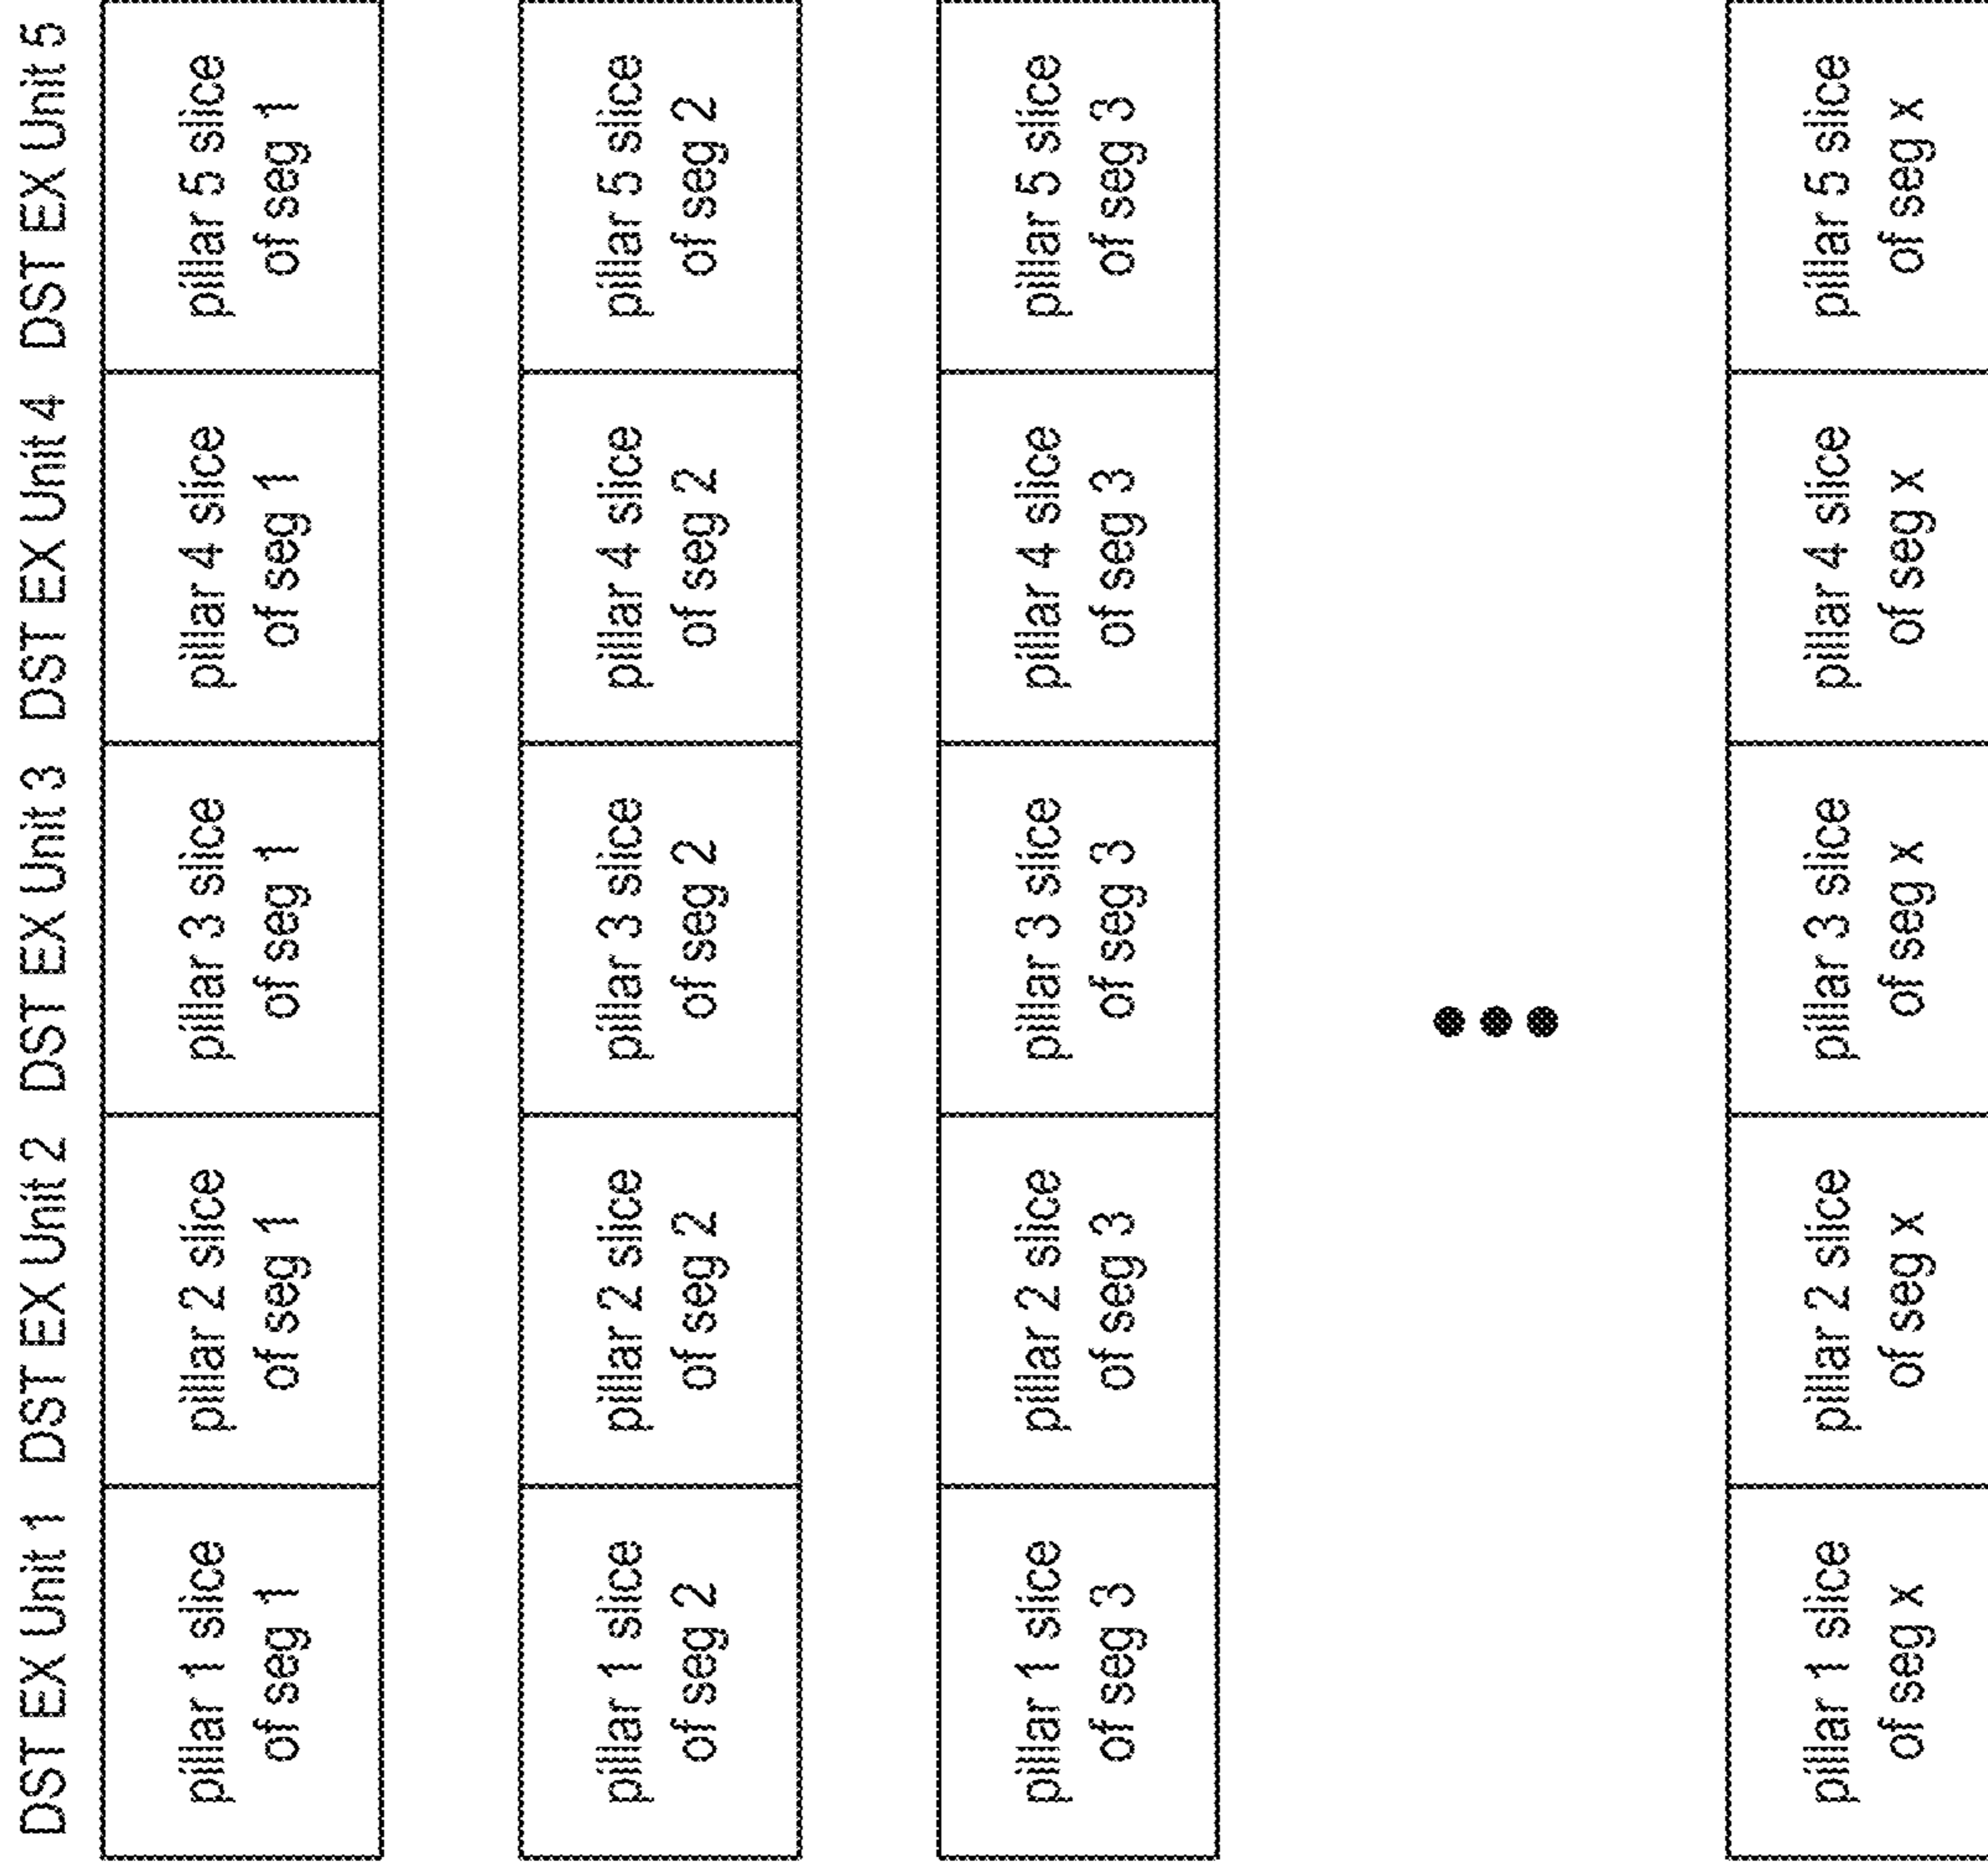 DST EX Unit 1 DST EX Unit 2 DST EX Unit 3 DST EX Unit 4 DST EX Unit 5
pillar 1 slice
of seg 1
pillar 2 slice
of seg 1
pillar 3 slice
of seg 1
pillar 4 slice
of seg 1
pillar 5 slice
of seg 1
pillar 1 slice
of seg 2
pillar 2 slice
of seg 2
pillar 3 slice
of seg 2
pillar 4 slice
of seg 2
pillar 5 slice
of seg 2
pillar 1 slice
of seg 3
pillar 2 slice
of seg 3
pillar 3 slice
of seg 3
pillar 4 slice
of seg 3
pillar 5 slice
of seg 3
pillar 1 slice
of seg x
pillar 2 slice
of seg x
pillar 3 slice
of seg x
pillar 4 slice
of seg x
pillar 5 slice
of seg x